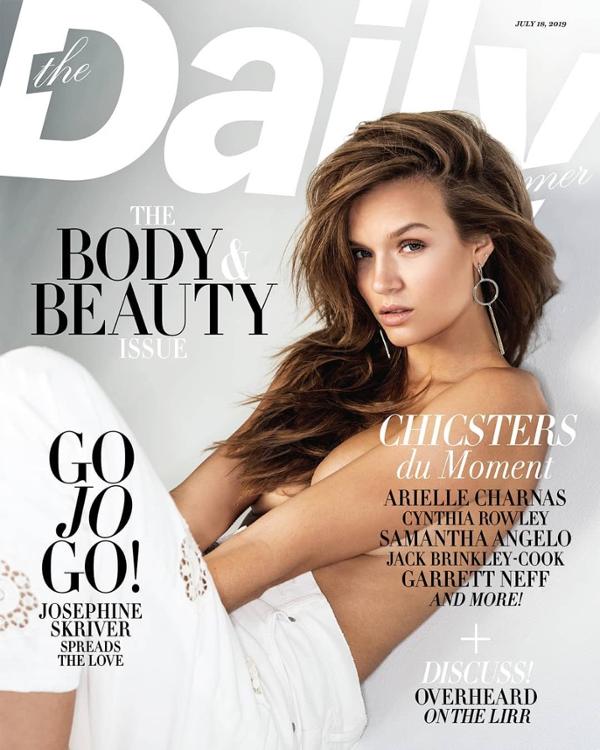 JULY 18, 2019
the
Daily
mer
THE
BODY &
BEAUTY
ISSUE
GO
JO
GO!
JOSEPHINE
SKRIVER
SPREADS
THE LOVE
CHICSTERS
du Moment
ARIELLE CHARNAS
CYNTHIA ROWLEY
SAMANTHA ANGELO
JACK BRINKLEY-COOK
GARRETT NEFF
AND MORE!
+
DISCUSS!
OVERHEARD
ON THE LIRR